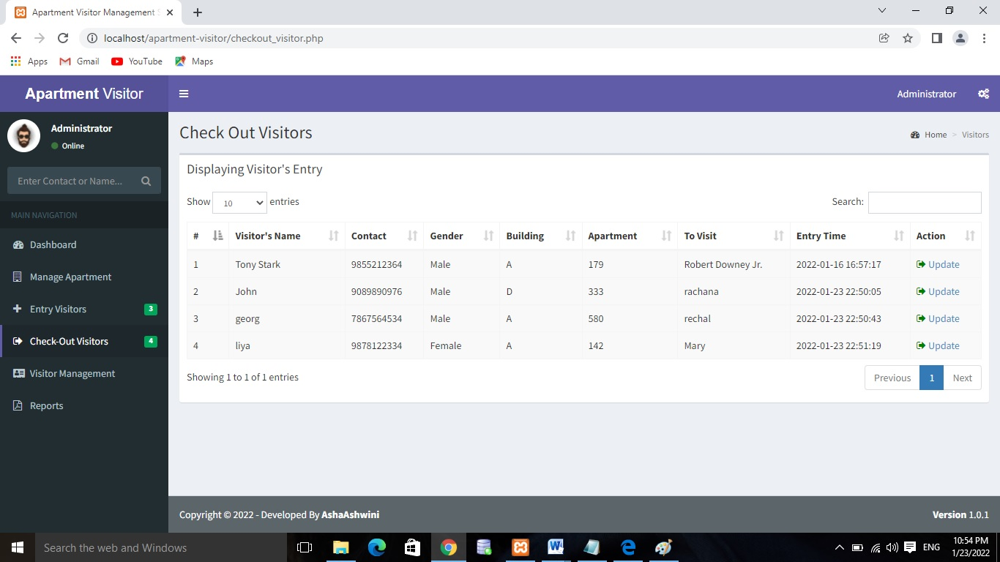 Apartment Visitor Management S
localhost/apartment-visitor/checkout_visitor.php
Apps Gmail YouTube Maps
Apartment Visitor
Administrator
Administrator
Online
Enter Contact or Name...
MAIN NAVIGATION
Dashboard
Manage Apartment
Entry Visitors 3
Check-Out Visitors 4
Visitor Management
Reports
Check Out Visitors
Home > Visitors
Displaying Visitor's Entry
Show 10 entries Search:
# Visitor's Name Contact Gender Building Apartment To Visit Entry Time Action
1 Tony Stark 9855212364 Male A 179 Robert Downey Jr. 2022-01-16 16:57:17 Update
2 John 9089890976 Male D 333 rachana 2022-01-23 22:50:05 Update
3 georg 7867564534 Male A 580 rechal 2022-01-23 22:50:43 Update
4 liya 9878122334 Female A 142 Mary 2022-01-23 22:51:19 Update
Showing 1 to 1 of 1 entries Previous 1 Next
Copyright © 2022 - Developed By AshaAshwini Version 1.0.1
Search the web and Windows
ENG
10:54 PM
1/23/2022